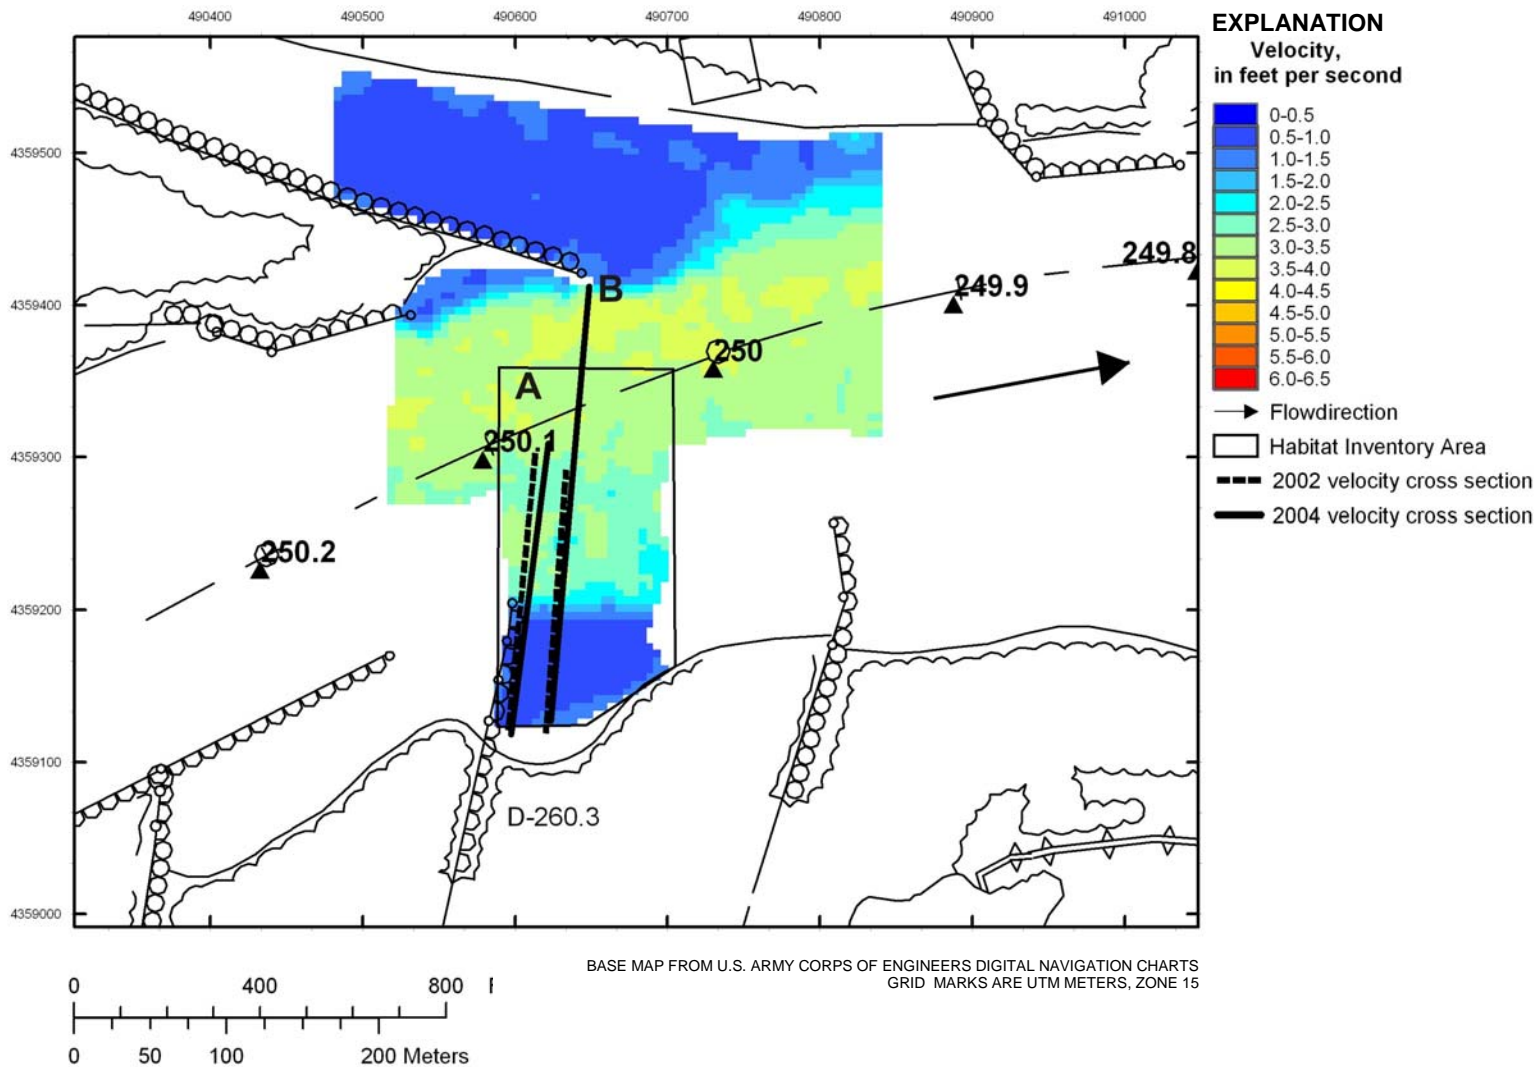 490400 490500 490600 490700 490800 490900 491000
4359500
4359400
4359300
4359200
4359100
4359000
249.8
249.9
B
250
A
250.1
250.2
D-260.3
EXPLANATION
Velocity,
in feet per second
0-0.5
0.5-1.0
1.0-1.5
1.5-2.0
2.0-2.5
2.5-3.0
3.0-3.5
3.5-4.0
4.0-4.5
4.5-5.0
5.0-5.5
5.5-6.0
6.0-6.5
Flowdirection
Habitat Inventory Area
2002 velocity cross section
2004 velocity cross section
BASE MAP FROM U.S. ARMY CORPS OF ENGINEERS DIGITAL NAVIGATION CHARTS
GRID MARKS ARE UTM METERS, ZONE 15
0 400 800
0 50 100 200 Meters